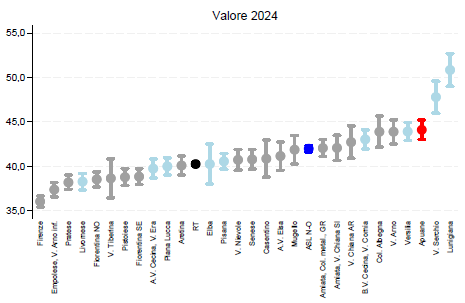 Valore 2024
55,0
50,0
45,0
40,0
35,0
Firenze
Empolese, V. Arno inf.
Pratese
Livornese
Fiorentina NO
V. Tiberina
Pistoiese
Fiorentina SE
A.V. Cecina, V. Era
Piana Lucca
Aretina
RT
Elba
Pisana
V. Nievole
Senese
Casentino
A.V. Elsa
Mugello
ASL N-O
Amiata, Col. metal., GR
Amiata, V. Chiana SI
V. Chiana AR
B.V. Cecina, V. Cornia
Col. Albegna
V. Arno
Versilia
Apuane
V. Serchio
Lunigiana